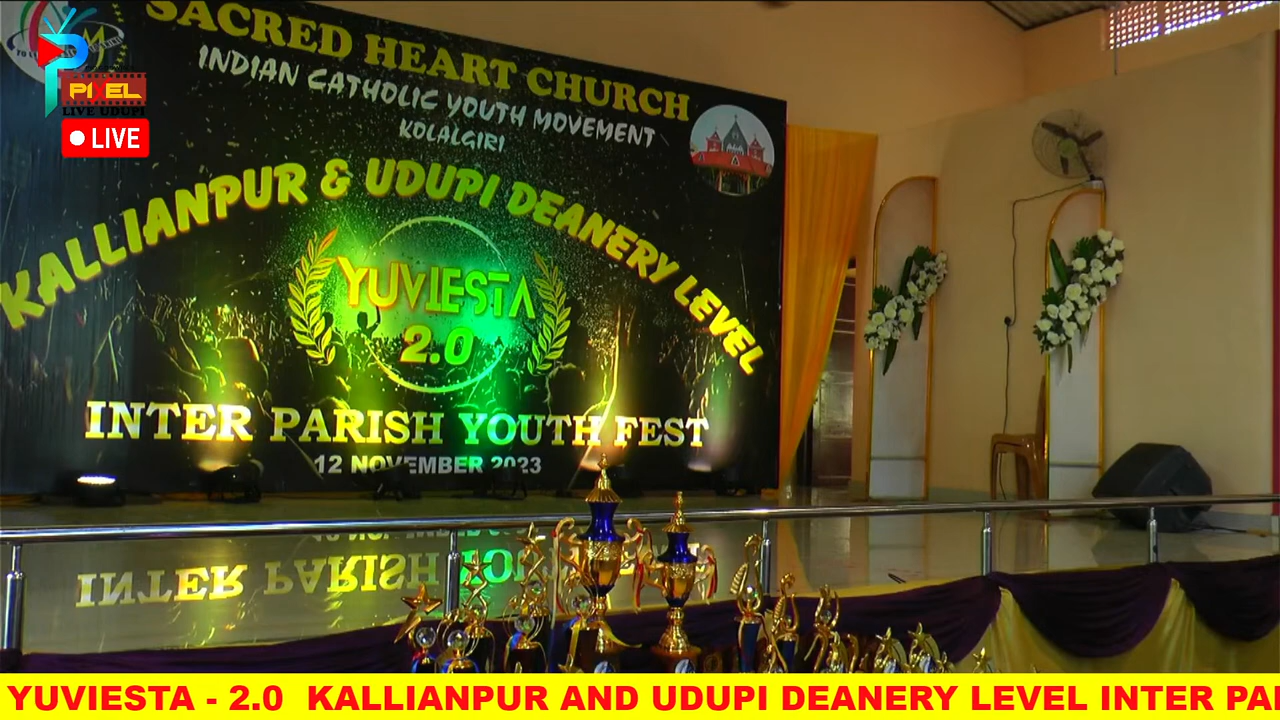 SACRED HEART CHURCH
INDIAN CATHOLIC YOUTH MOVEMENT
KOLALGIRI
KALLIANPUR & UDUPI DEANERY LEVEL
YUVIESTA
2.0
INTER PARISH YOUTH FEST
12 NOVEMBER 2023
PIXEL
LIVE UDUPI
LIVE
YUVIESTA - 2.0 KALLIANPUR AND UDUPI DEANERY LEVEL INTER